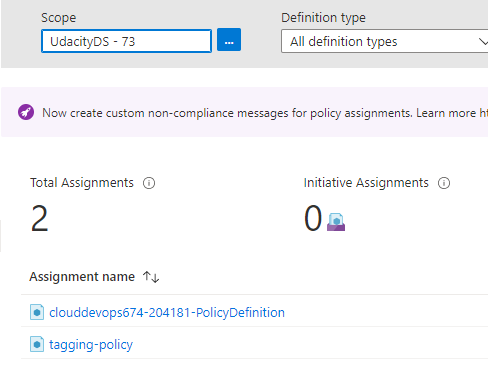 Scope
Definition type
UdacityDS - 73
...
All definition types
Now create custom non-compliance messages for policy assignments. Learn more
Total Assignments
Initiative Assignments
2
0
Assignment name
clouddevops674-204181-PolicyDefinition
tagging-policy